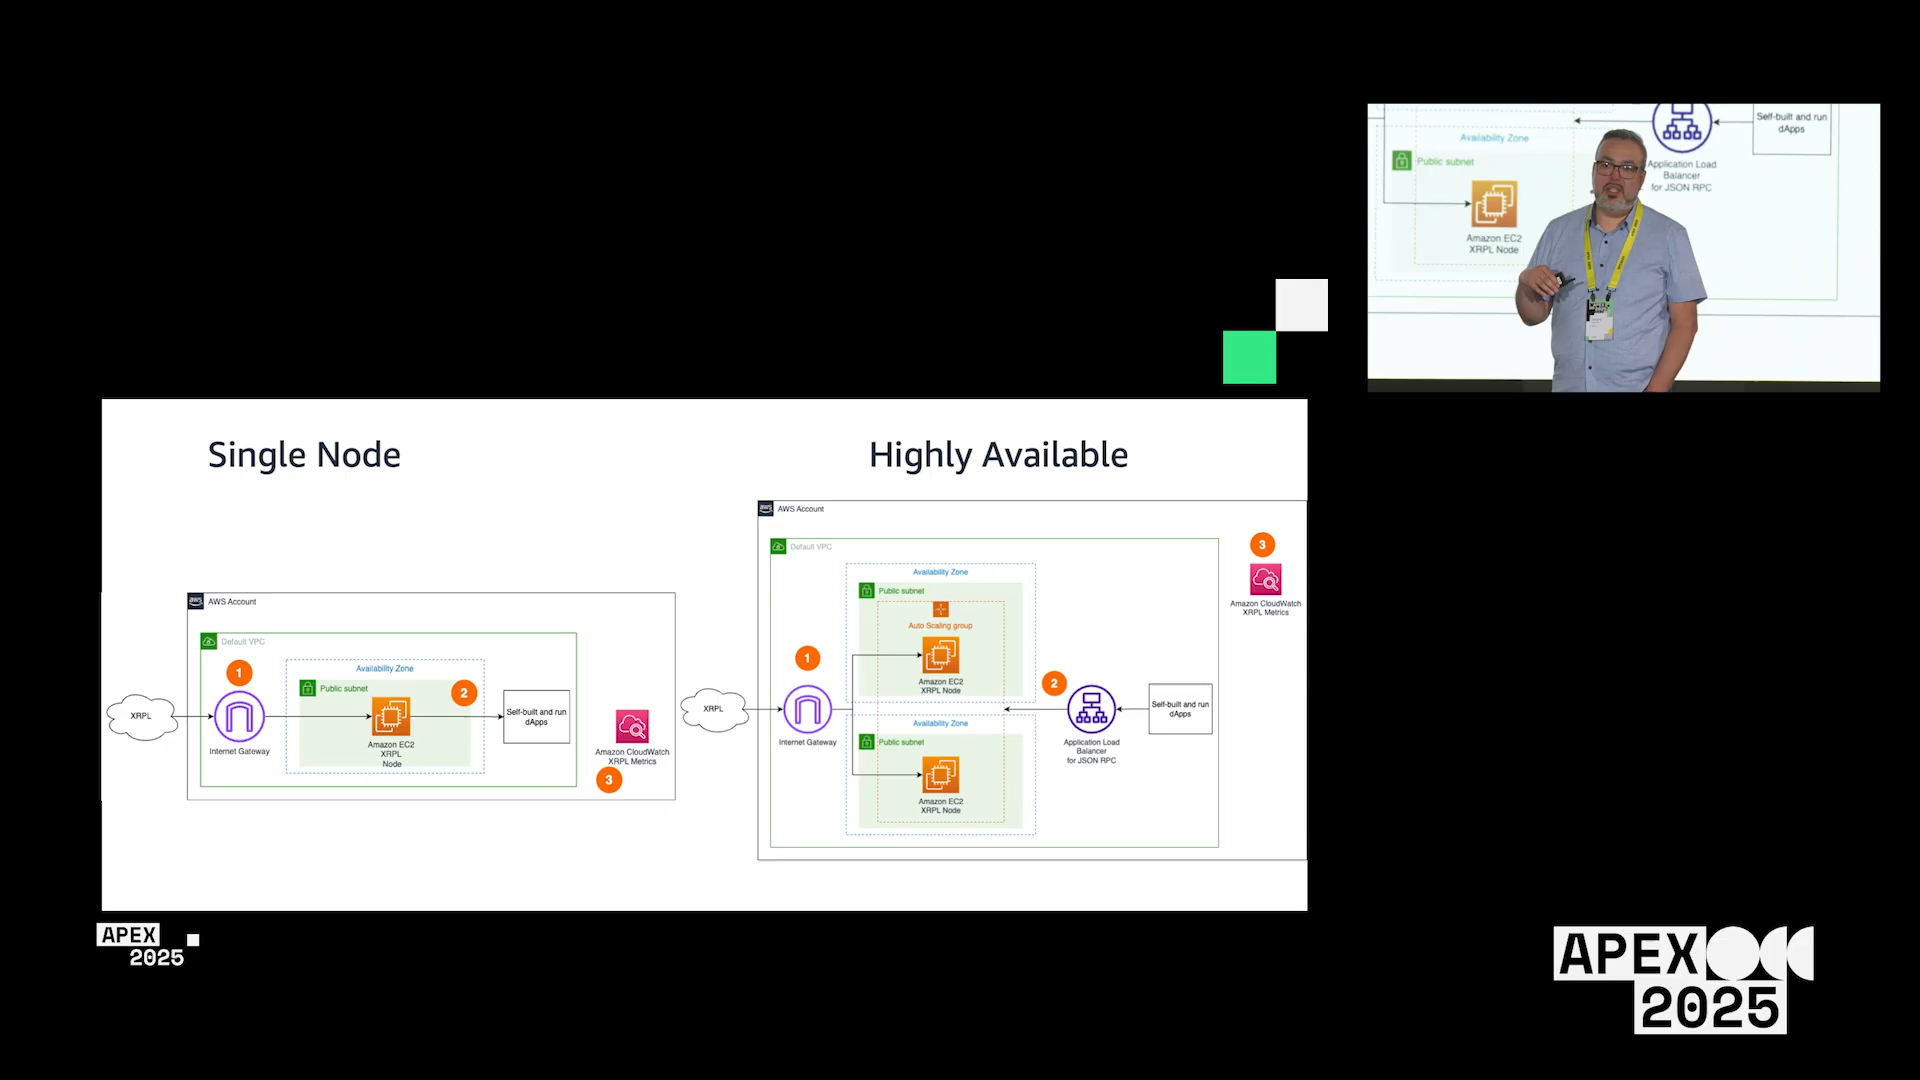 Availability Zone
Public subnet
Amazon EC2
XRPL Node
Self-built and run
dApps
Application Load
Balancer
for JSON RPC
Single Node
Highly Available
aws
AWS Account
Default VPC
1
Availability Zone
Public subnet
2
XRPL
Internet Gateway
Amazon EC2
XRPL
Node
Self-built and run
dApps
Amazon CloudWatch
XRPL Metrics
3
aws
AWS Account
Default VPC
3
Amazon CloudWatch
XRPL Metrics
Availability Zone
Public subnet
Auto Scaling group
Amazon EC2
XRPL Node
1
XRPL
Internet Gateway
2
Application Load
Balancer
for JSON RPC
Self-built and run
dApps
Availability Zone
Public subnet
Amazon EC2
XRPL Node
APEX
2025
APEX
2025